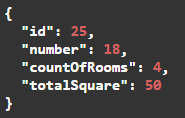 {
  "id": 25,
  "number": 18,
  "countOfRooms": 4,
  "totalSquare": 50
}